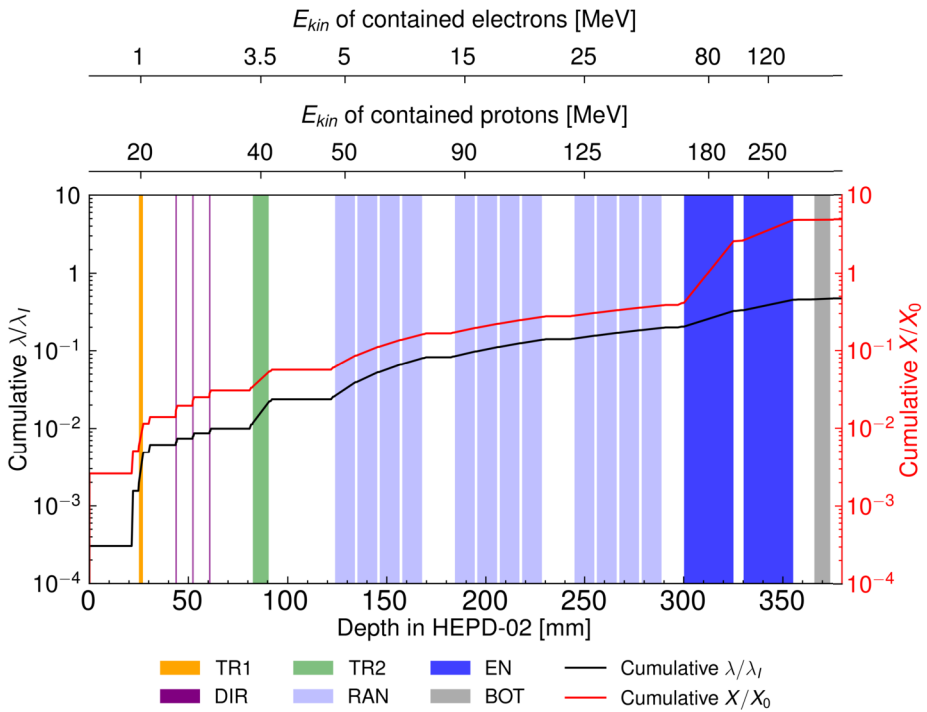 E_kin of contained electrons [MeV]
1 3.5 5 15 25 80 120
E_kin of contained protons [MeV]
20 40 50 90 125 180 250
10 10
1 1
10⁻¹ 10⁻¹
10⁻² 10⁻²
10⁻³ 10⁻³
10⁻⁴ 10⁻⁴
Cumulative λ/λ_I
Cumulative X/X₀
0 50 100 150 200 250 300 350
Depth in HEPD-02 [mm]
TR1 TR2 EN Cumulative λ/λ_I
DIR RAN BOT Cumulative X/X₀